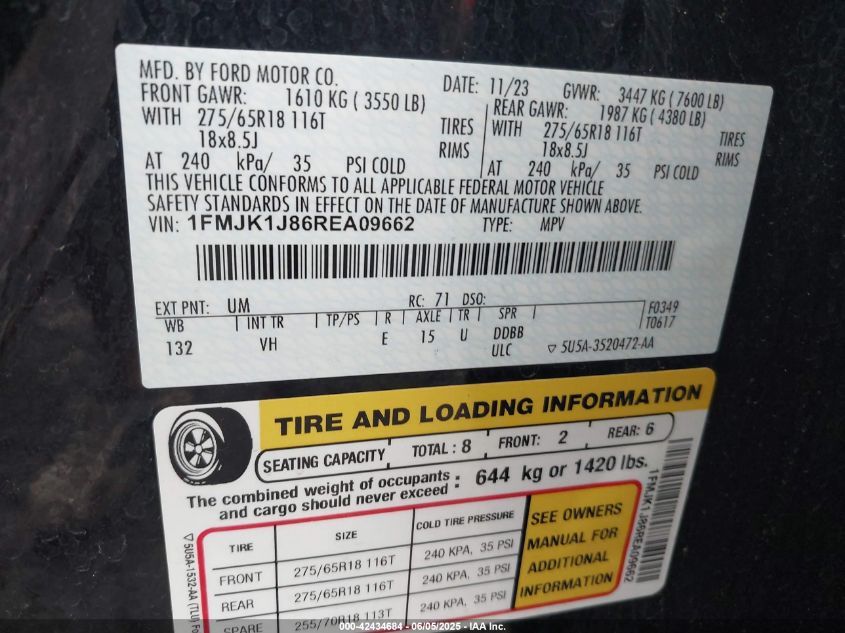 MFD. BY FORD MOTOR CO.
DATE: 11/23 GVWR: 3447 KG ( 7600 LB)
FRONT GAWR: 1610 KG ( 3550 LB)
REAR GAWR: 1987 KG ( 4380 LB)
WITH 275/65R18 116T TIRES
WITH 275/65R18 116T TIRES
18x8.5J RIMS
18x8.5J RIMS
AT 240 kPa/ 35 PSI COLD
AT 240 kPa/ 35 PSI COLD
THIS VEHICLE CONFORMS TO ALL APPLICABLE FEDERAL MOTOR VEHICLE
SAFETY STANDARDS IN EFFECT ON THE DATE OF MANUFACTURE SHOWN ABOVE.
VIN: 1FMJK1J86REA09662 TYPE: MPV
EXT PNT: UM RC: 71 DSO:
WB INT TR TP/PS R AXLE TR SPR
132 VH E 15 U DDBB
ULC
F0349
T0617
5U5A-3520472-AA
TIRE AND LOADING INFORMATION
SEATING CAPACITY TOTAL : 8 FRONT: 2 REAR: 6
The combined weight of occupants
and cargo should never exceed : 644 kg or 1420 lbs.
TIRE SIZE COLD TIRE PRESSURE
FRONT 275/65R18 116T 240 KPA, 35 PSI
REAR 275/65R18 116T 240 KPA, 35 PSI
SPARE 255/70R18 113T 240 KPA, 35 PSI
SEE OWNERS
MANUAL FOR
ADDITIONAL
INFORMATION
1FMJK1J86REA09662
5U5A-1532-AA (TLU)
000-42434684 - 06/05/2025 - IAA Inc.